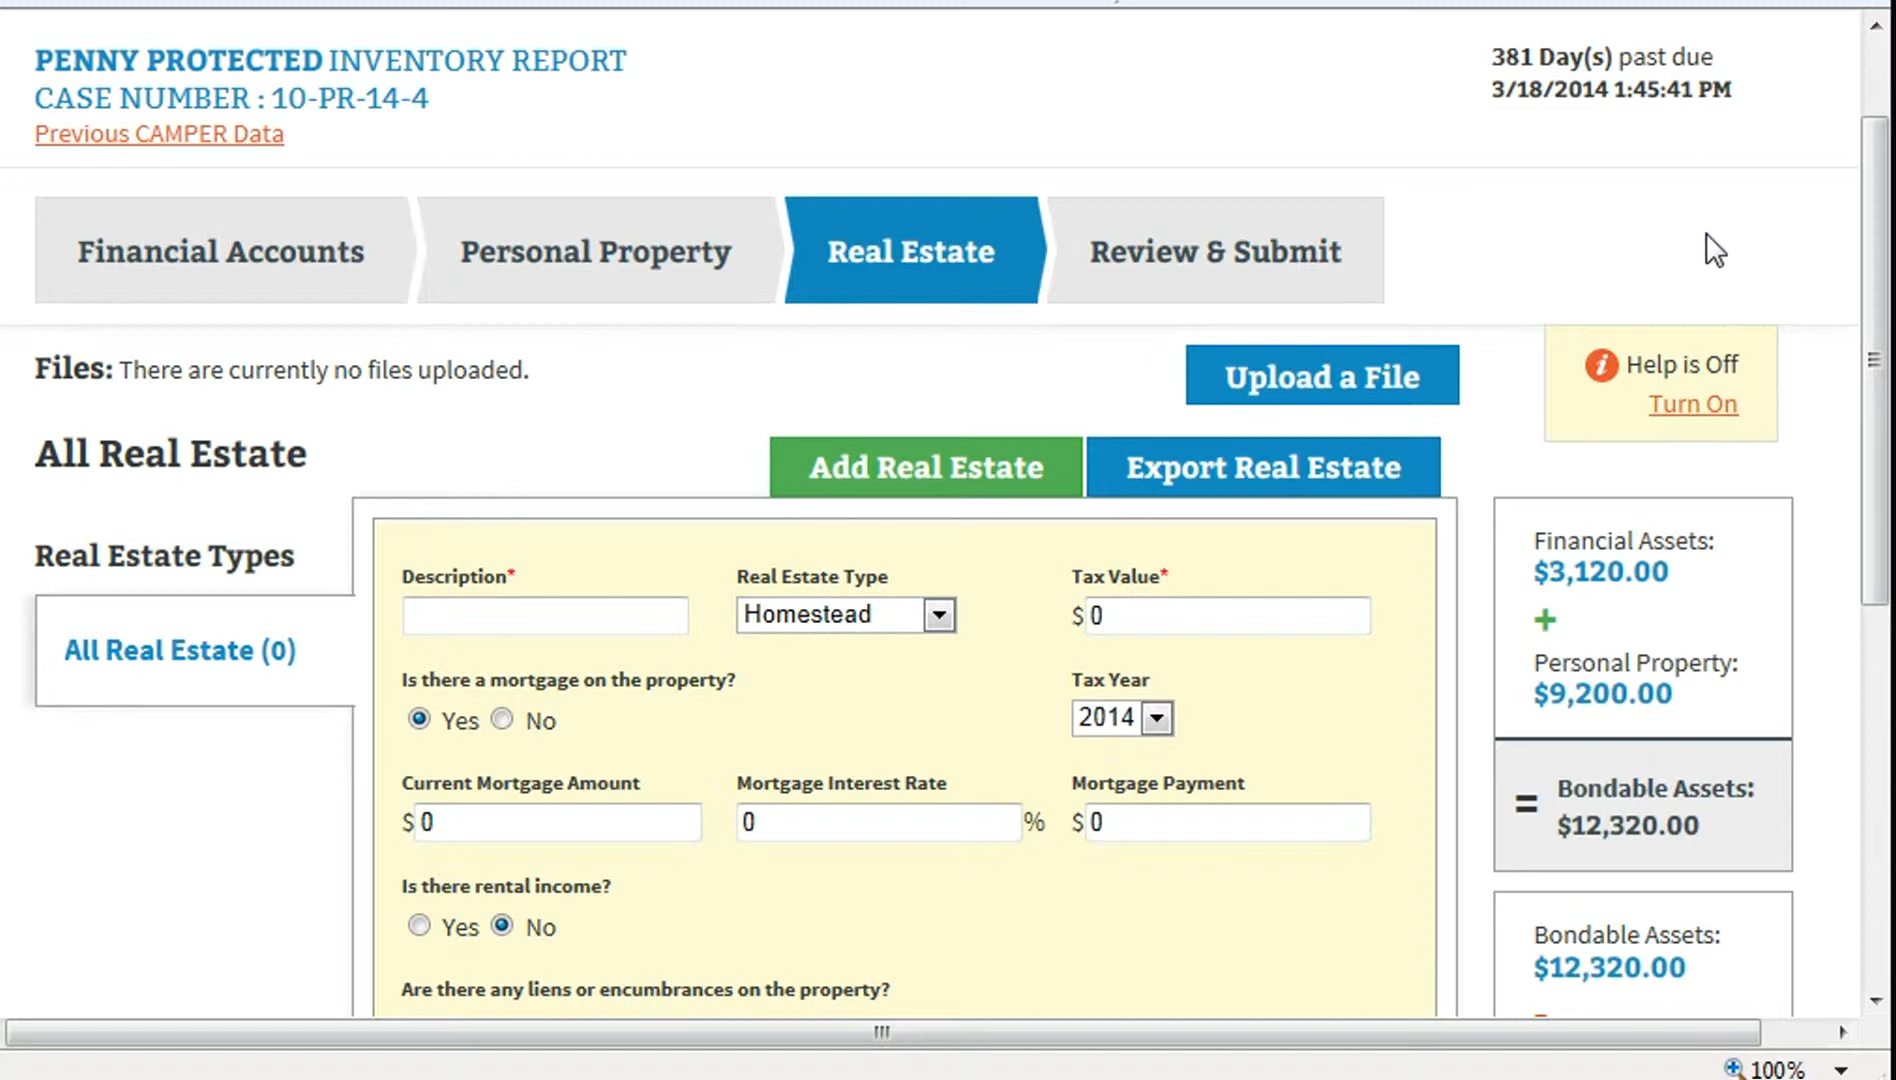 PENNY PROTECTED INVENTORY REPORT
CASE NUMBER : 10-PR-14-4
Previous CAMPER Data
381 Day(s) past due
3/18/2014 1:45:41 PM
Financial Accounts
Personal Property
Real Estate
Review & Submit
Files: There are currently no files uploaded.
Upload a File
Help is Off
Turn On
All Real Estate
Add Real Estate
Export Real Estate
Real Estate Types
All Real Estate (0)
Description*
Real Estate Type
Homestead
Tax Value*
$ 0
Is there a mortgage on the property?
Yes No
Tax Year
2014
Current Mortgage Amount
$ 0
Mortgage Interest Rate
0 %
Mortgage Payment
$ 0
Is there rental income?
Yes No
Are there any liens or encumbrances on the property?
Financial Assets:
$3,120.00
+
Personal Property:
$9,200.00
= Bondable Assets:
$12,320.00
Bondable Assets:
$12,320.00
100%